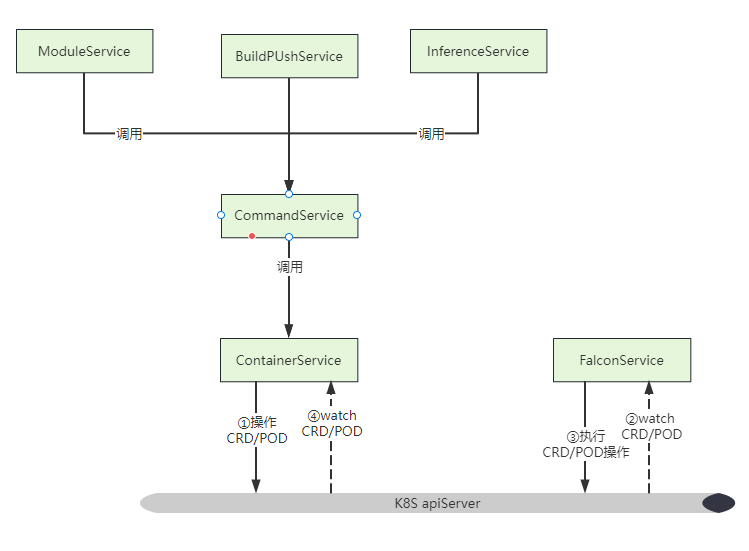 ModuleService
BuildPUshService
InferenceService
调用
调用
CommandService
调用
ContainerService
FalconService
①操作
CRD/POD
④watch
CRD/POD
③执行
CRD/POD操作
②watch
CRD/POD
K8S apiServer